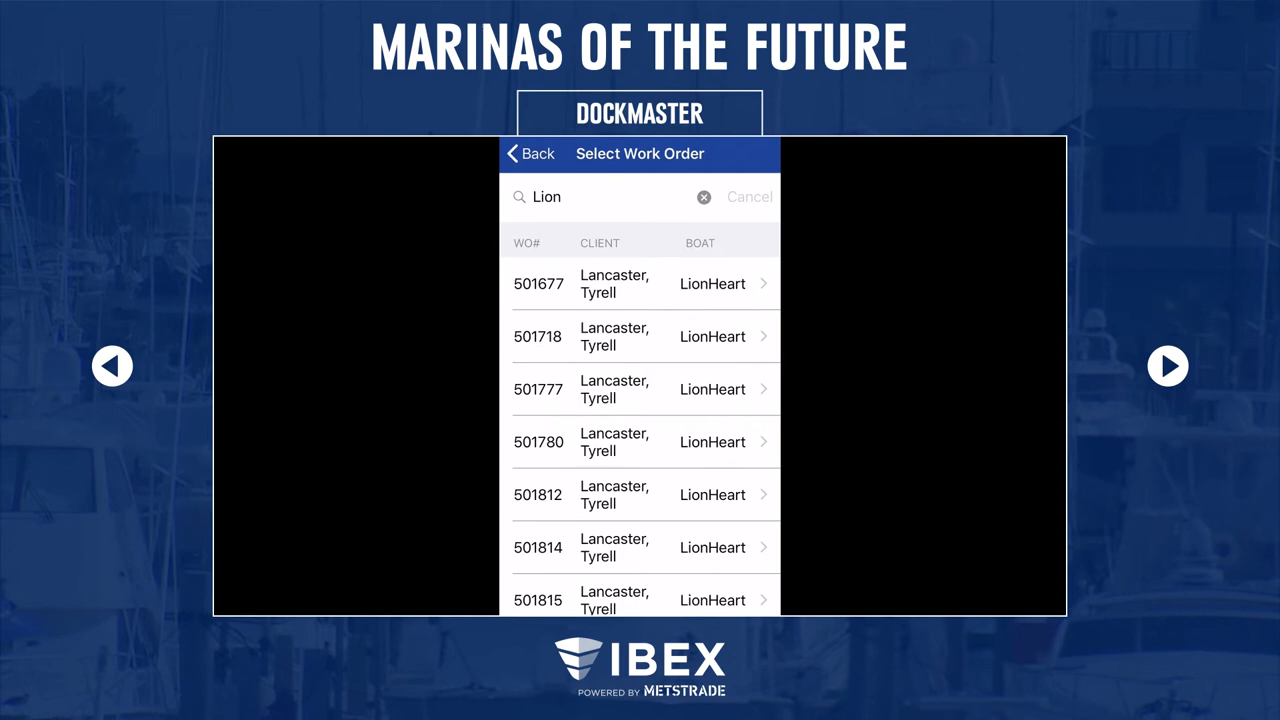 MARINAS OF THE FUTURE
DOCKMASTER
Back Select Work Order
Lion Cancel
WO# CLIENT BOAT
501677 Lancaster, Tyrell LionHeart
501718 Lancaster, Tyrell LionHeart
501777 Lancaster, Tyrell LionHeart
501780 Lancaster, Tyrell LionHeart
501812 Lancaster, Tyrell LionHeart
501814 Lancaster, Tyrell LionHeart
501815 Lancaster, Tyrell LionHeart
IBEX
POWERED BY METSTRADE